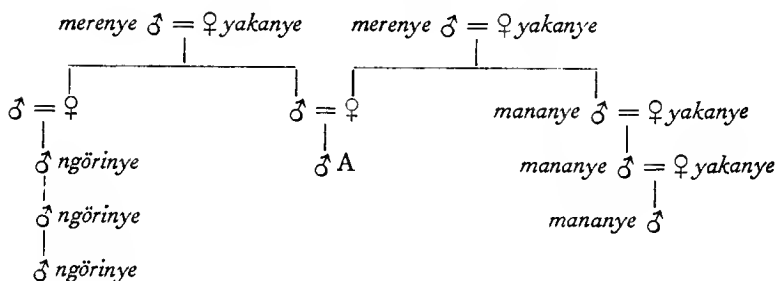 merenye ♂ = ♀ yakanye merenye ♂ = ♀ yakanye
♂ = ♀ ♂ = ♀ mananye ♂ = ♀ yakanye
♂ ngörinye ♂ A mananye ♂ = ♀ yakanye
♂ ngörinye mananye ♂
♂ ngörinye